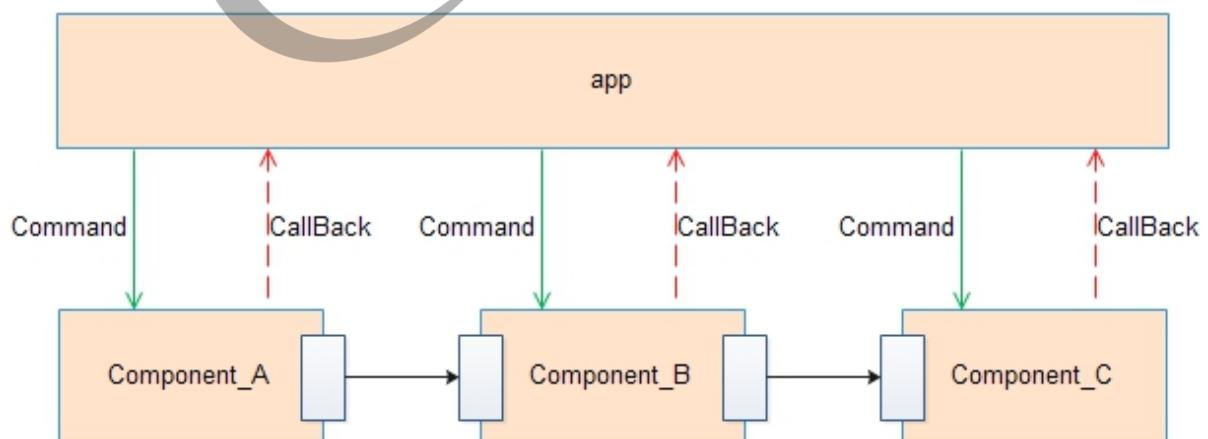 app
Command
CallBack
Command
CallBack
Command
CallBack
Component_A
Component_B
Component_C